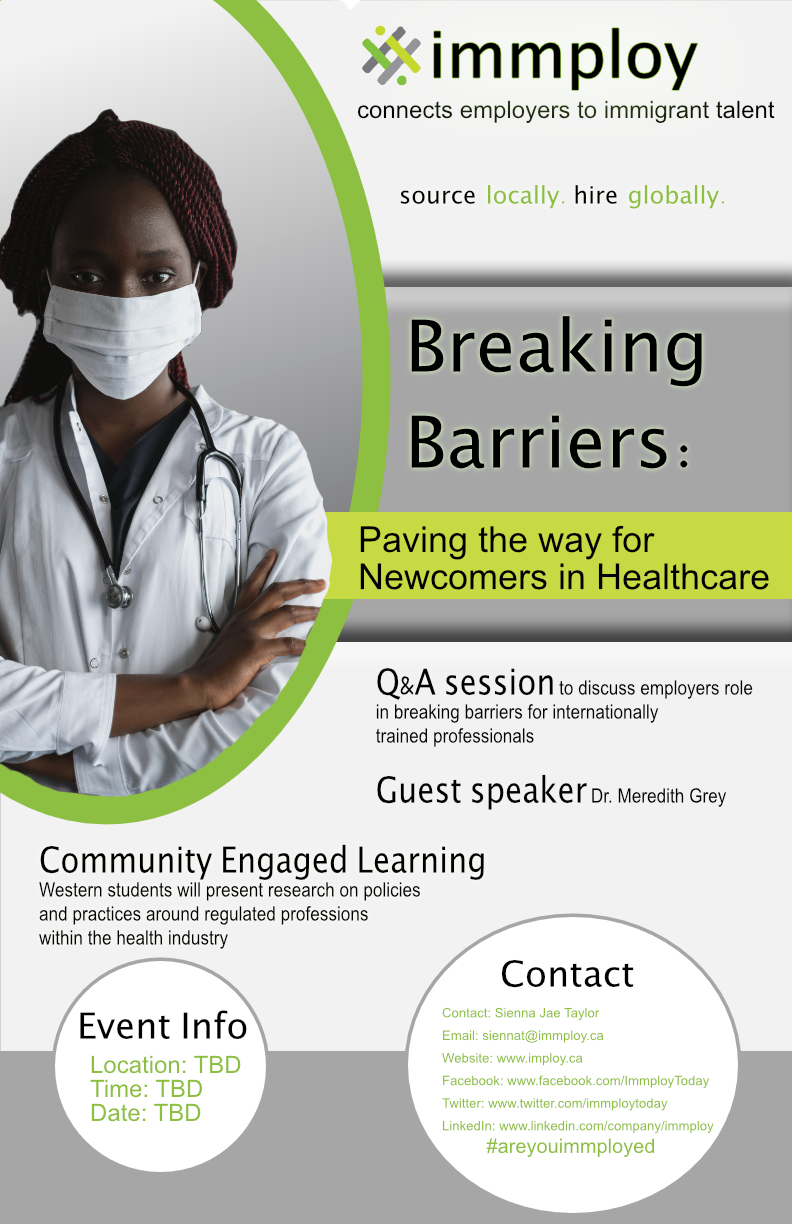 immploy
connects employers to immigrant talent
source locally. hire globally.
Breaking
Barriers:
Paving the way for
Newcomers in Healthcare
Q&A session to discuss employers role
in breaking barriers for internationally
trained professionals
Guest speaker Dr. Meredith Grey
Community Engaged Learning
Western students will present research on policies
and practices around regulated professions
within the health industry
Event Info
Location: TBD
Time: TBD
Date: TBD
Contact
Contact: Sienna Jae Taylor
Email: siennat@immploy.ca
Website: www.imploy.ca
Facebook: www.facebook.com/ImmployToday
Twitter: www.twitter.com/immploytoday
LinkedIn: www.linkedin.com/company/immploy
#areyouimmployed